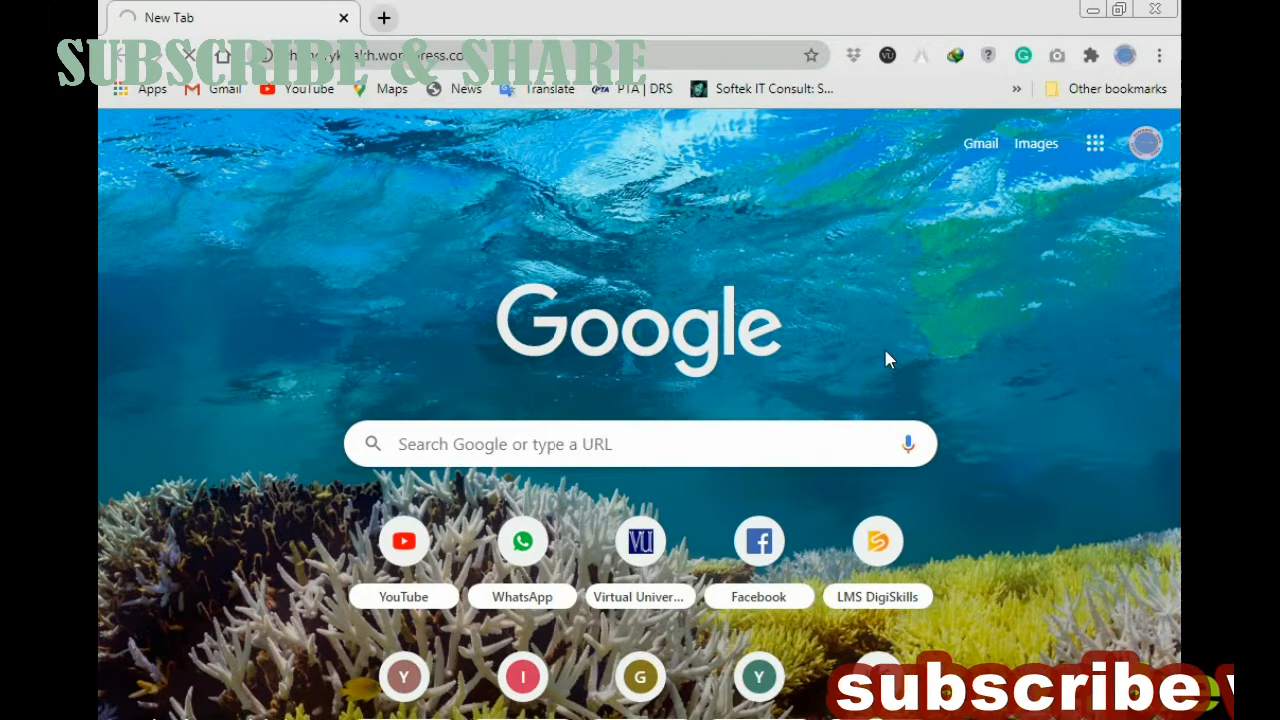 New Tab
SUBSCRIBE & SHARE
Apps Gmail YouTube Maps News Translate PTA | DRS Softek IT Consult: S... » Other bookmarks
Gmail Images
Google
Search Google or type a URL
VU
YouTube WhatsApp Virtual Univer... Facebook LMS DigiSkills
Y I G Y
subscribe